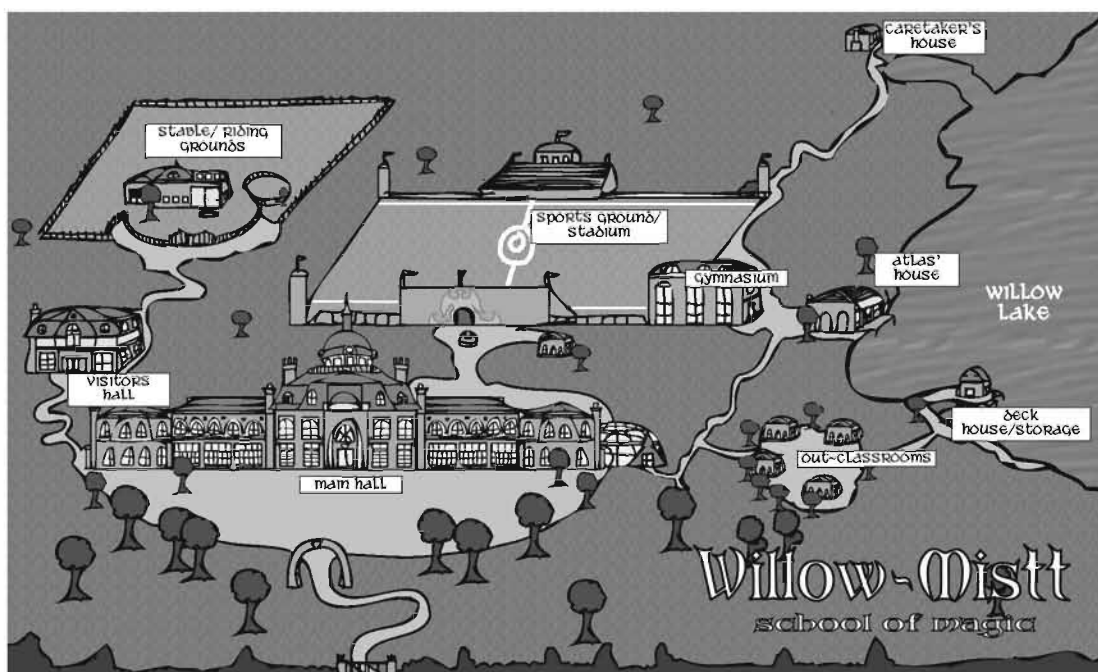 CARETAKER'S
HOUSE
STABLE/ RIDING
GROUNDS
SPORTS GROUND/
STADIUM
GYMNASIUM
ATLAS'
HOUSE
WILLOW
LAKE
VISITORS
HALL
DECK
HOUSE/STORAGE
OUT-CLASSROOMS
MAIN HALL
Willow-Mistt
school of magic